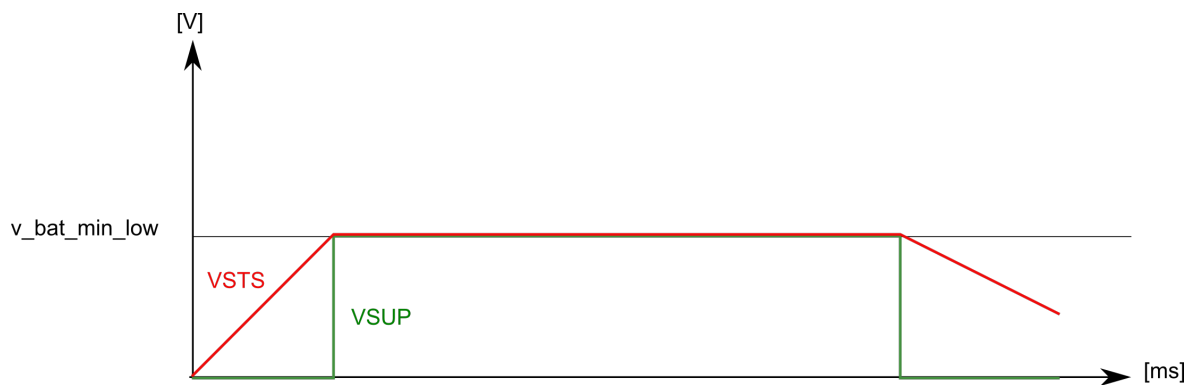 [V]
v_bat_min_low
VSTS
VSUP
[ms]